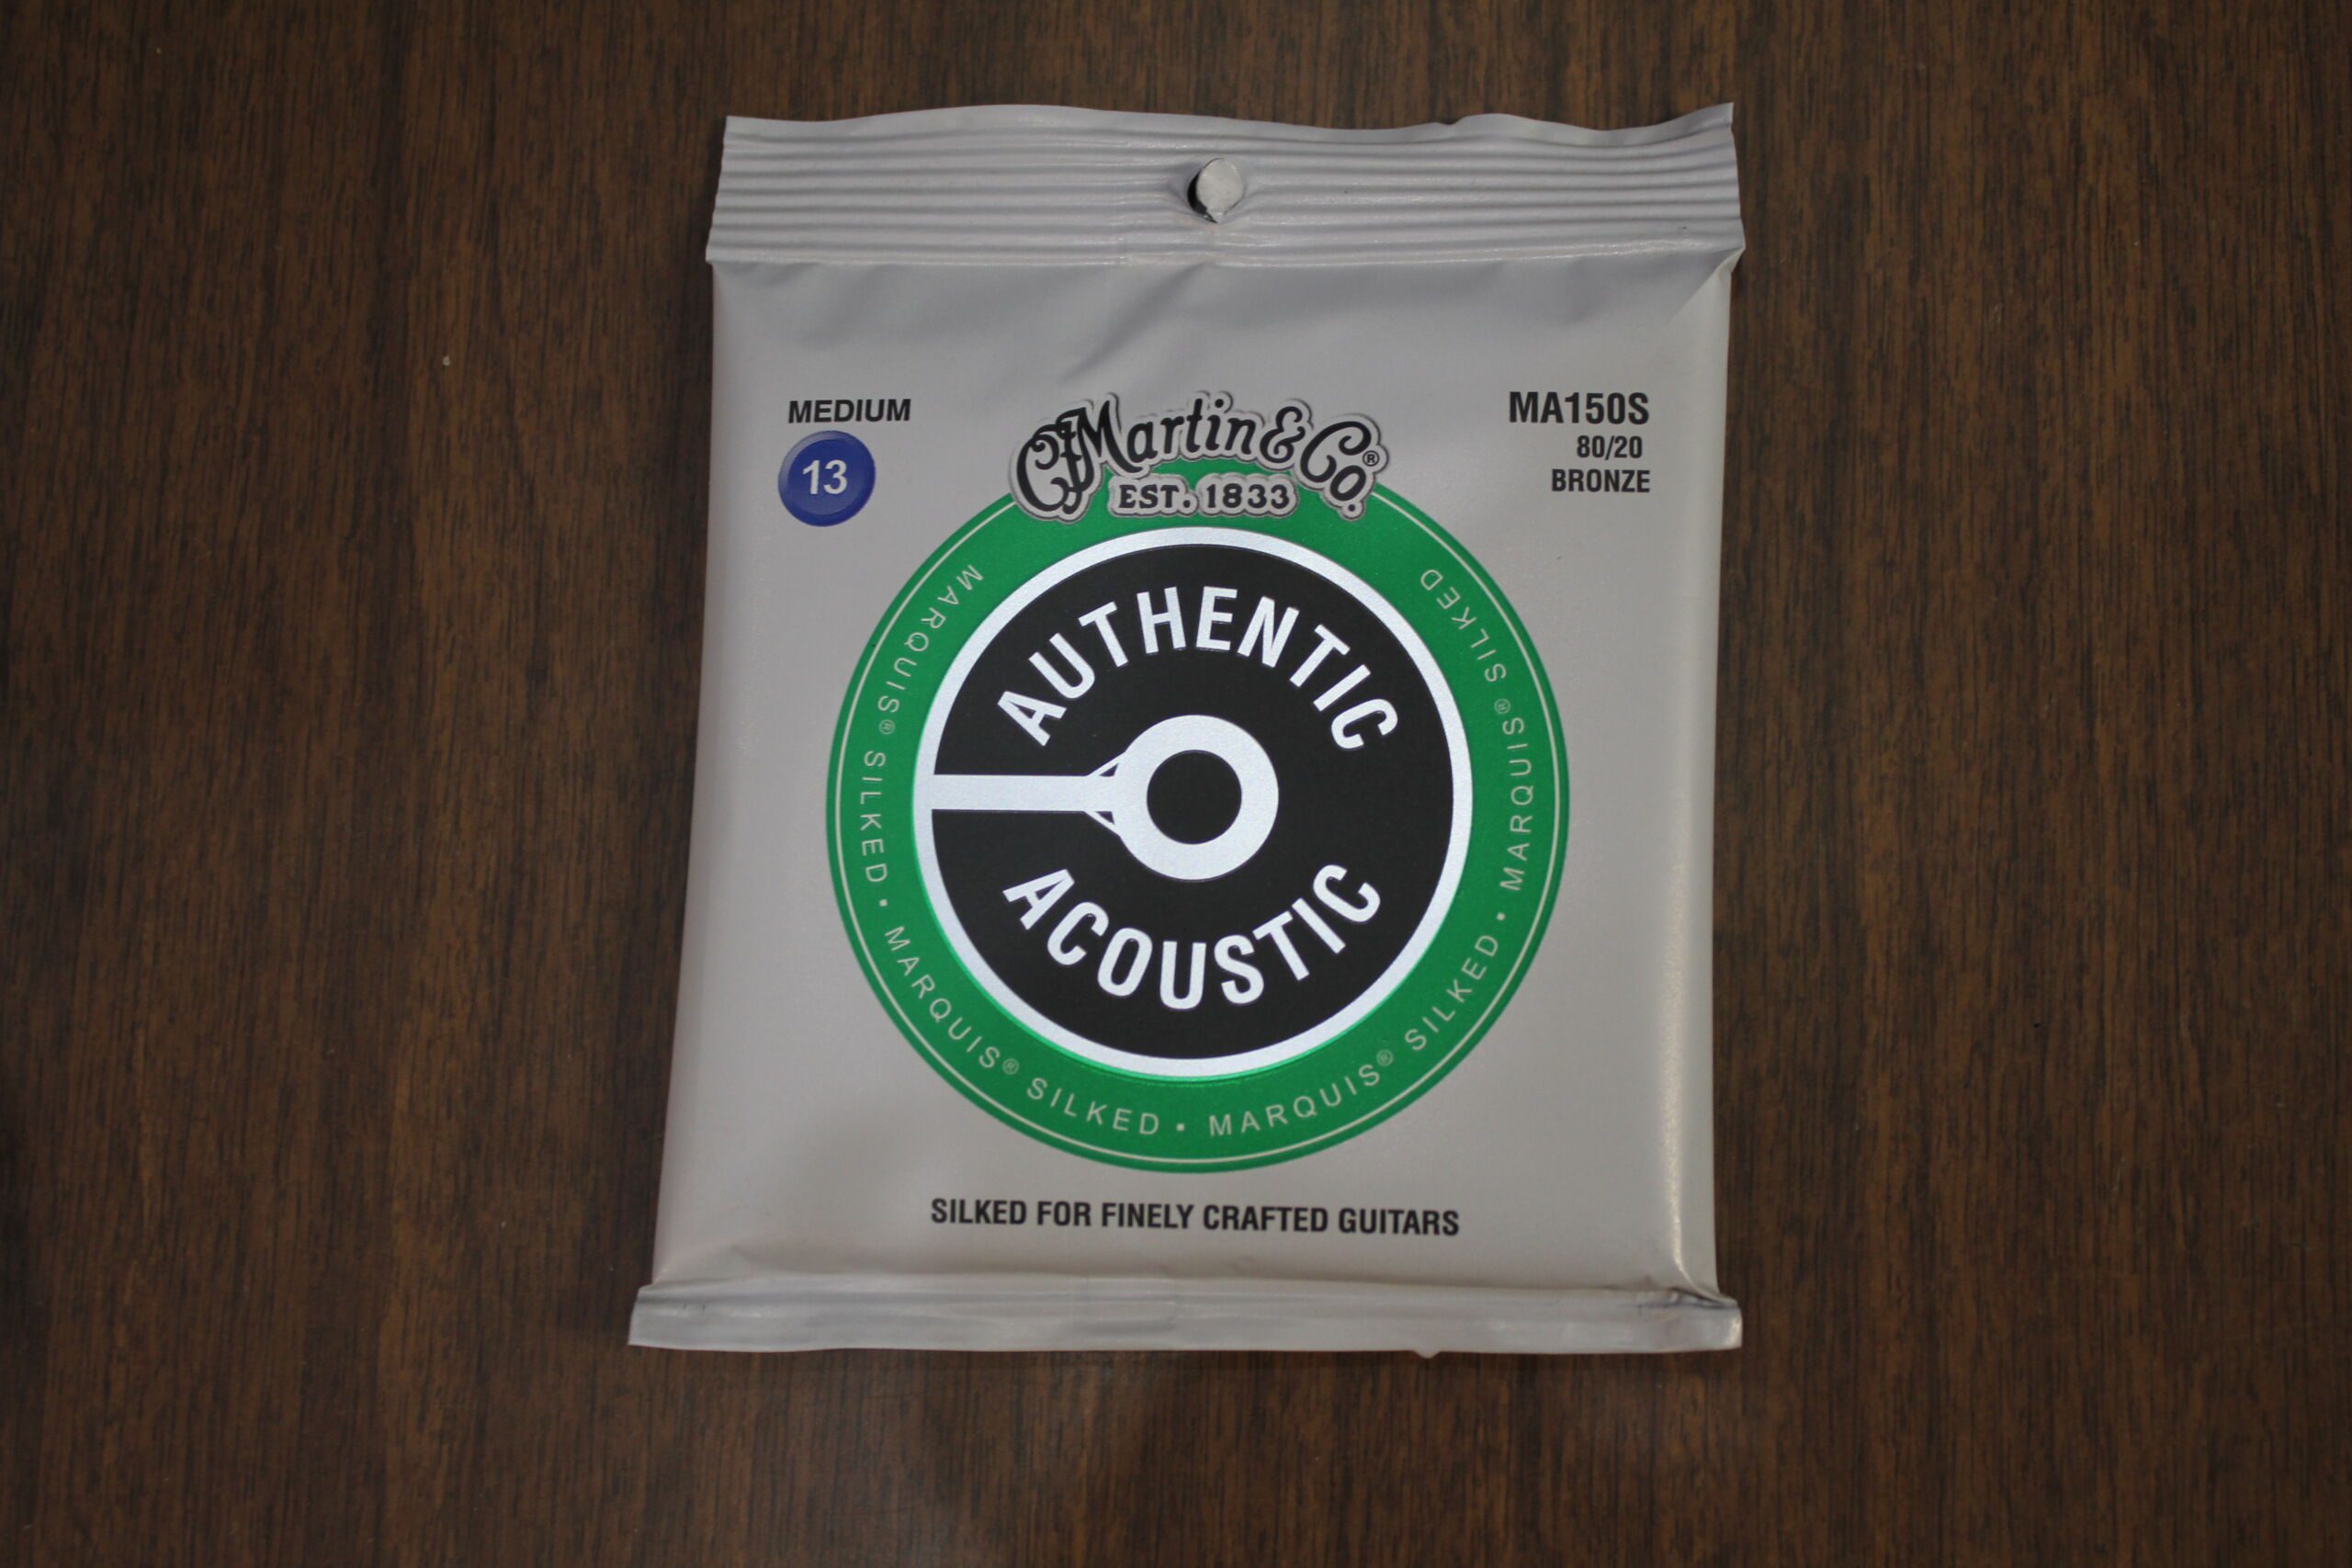 MEDIUM
13
CF Martin & Co.®
EST. 1833
MA150S
80/20
BRONZE
MARQUIS® SILKED • MARQUIS® SILKED • MARQUIS® SILKED • MARQUIS® SILKED
AUTHENTIC
ACOUSTIC
SILKED FOR FINELY CRAFTED GUITARS